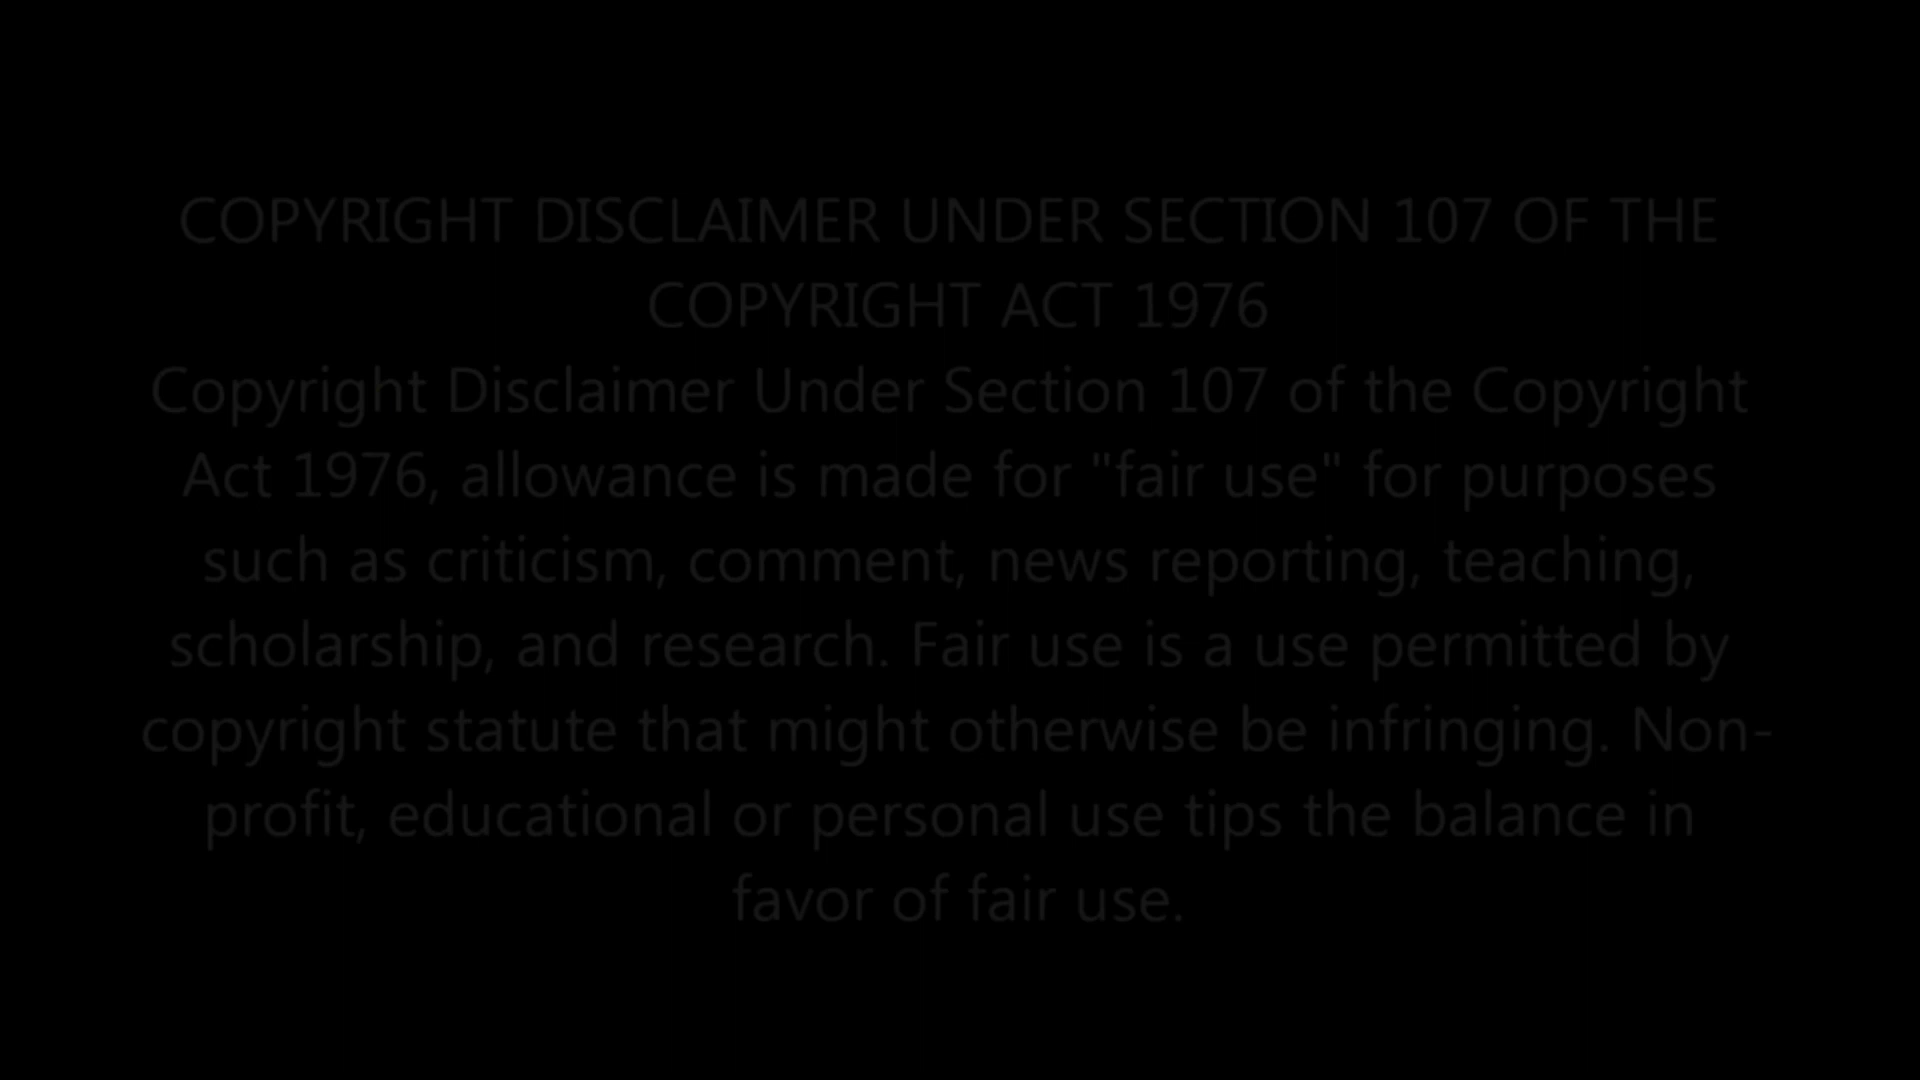 COPYRIGHT DISCLAIMER UNDER SECTION 107 OF THE
COPYRIGHT ACT 1976
Copyright Disclaimer Under Section 107 of the Copyright
Act 1976, allowance is made for "fair use" for purposes
such as criticism, comment, news reporting, teaching,
scholarship, and research. Fair use is a use permitted by
copyright statute that might otherwise be infringing. Non-
profit, educational or personal use tips the balance in
favor of fair use.